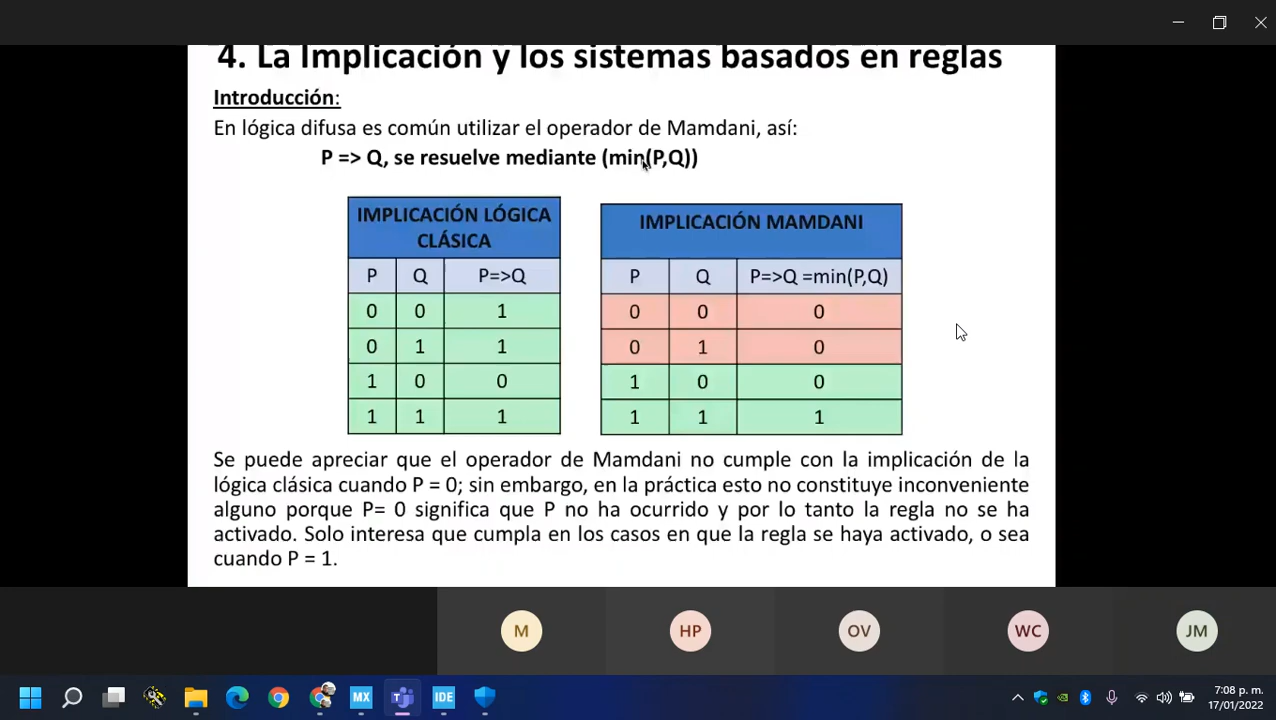 4. La Implicación y los sistemas basados en reglas
Introducción:
En lógica difusa es común utilizar el operador de Mamdani, así:
P => Q, se resuelve mediante (min(P,Q))
IMPLICACIÓN LÓGICA
CLÁSICA
P Q P=>Q
0 0 1
0 1 1
1 0 0
1 1 1
IMPLICACIÓN MAMDANI
P Q P=>Q =min(P,Q)
0 0 0
0 1 0
1 0 0
1 1 1
Se puede apreciar que el operador de Mamdani no cumple con la implicación de la
lógica clásica cuando P = 0; sin embargo, en la práctica esto no constituye inconveniente
alguno porque P= 0 significa que P no ha ocurrido y por lo tanto la regla no se ha
activado. Solo interesa que cumpla en los casos en que la regla se haya activado, o sea
cuando P = 1.
M HP OV WC JM
MX IDE
7:08 p. m.
17/01/2022